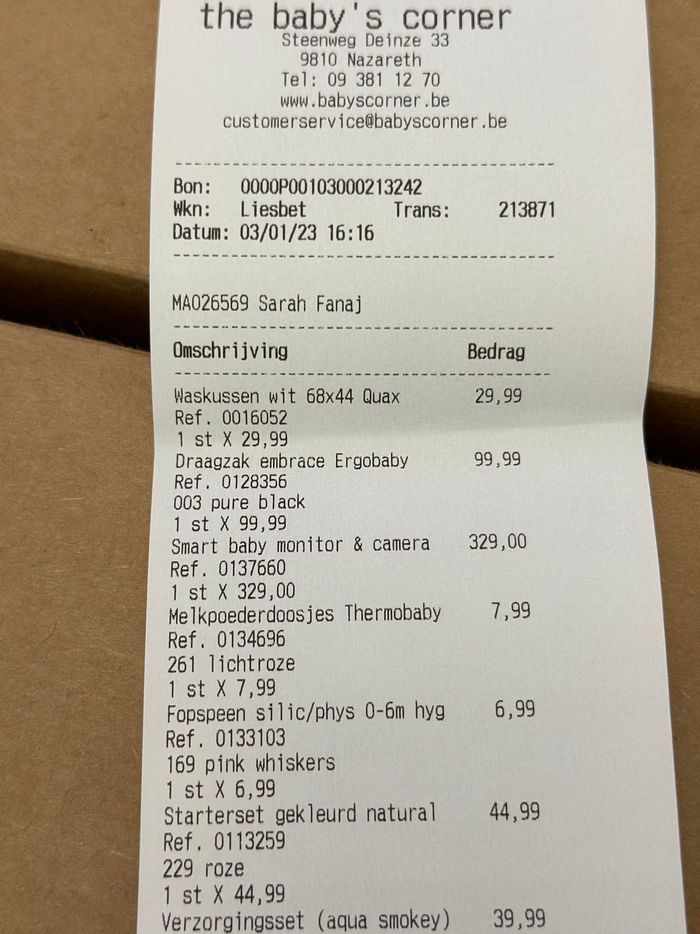 the baby's corner
Steenweg Deinze 33
9810 Nazareth
Tel: 09 381 12 70
www.babyscorner.be
customerservice@babyscorner.be
Bon: 0000P00103000213242
Wkn: Liesbet Trans: 213871
Datum: 03/01/23 16:16
MA026569 Sarah Fanaj
Omschrijving Bedrag
Waskussen wit 68x44 Quax 29,99
Ref. 0016052
1 st X 29,99
Draagzak embrace Ergobaby 99,99
Ref. 0128356
003 pure black
1 st X 99,99
Smart baby monitor & camera 329,00
Ref. 0137660
1 st X 329,00
Melkpoederdoosjes Thermobaby 7,99
Ref. 0134696
261 lichtroze
1 st X 7,99
Fopspeen silic/phys 0-6m hyg 6,99
Ref. 0133103
169 pink whiskers
1 st X 6,99
Starterset gekleurd natural 44,99
Ref. 0113259
229 roze
1 st X 44,99
Verzorgingsset (aqua smokey) 39,99